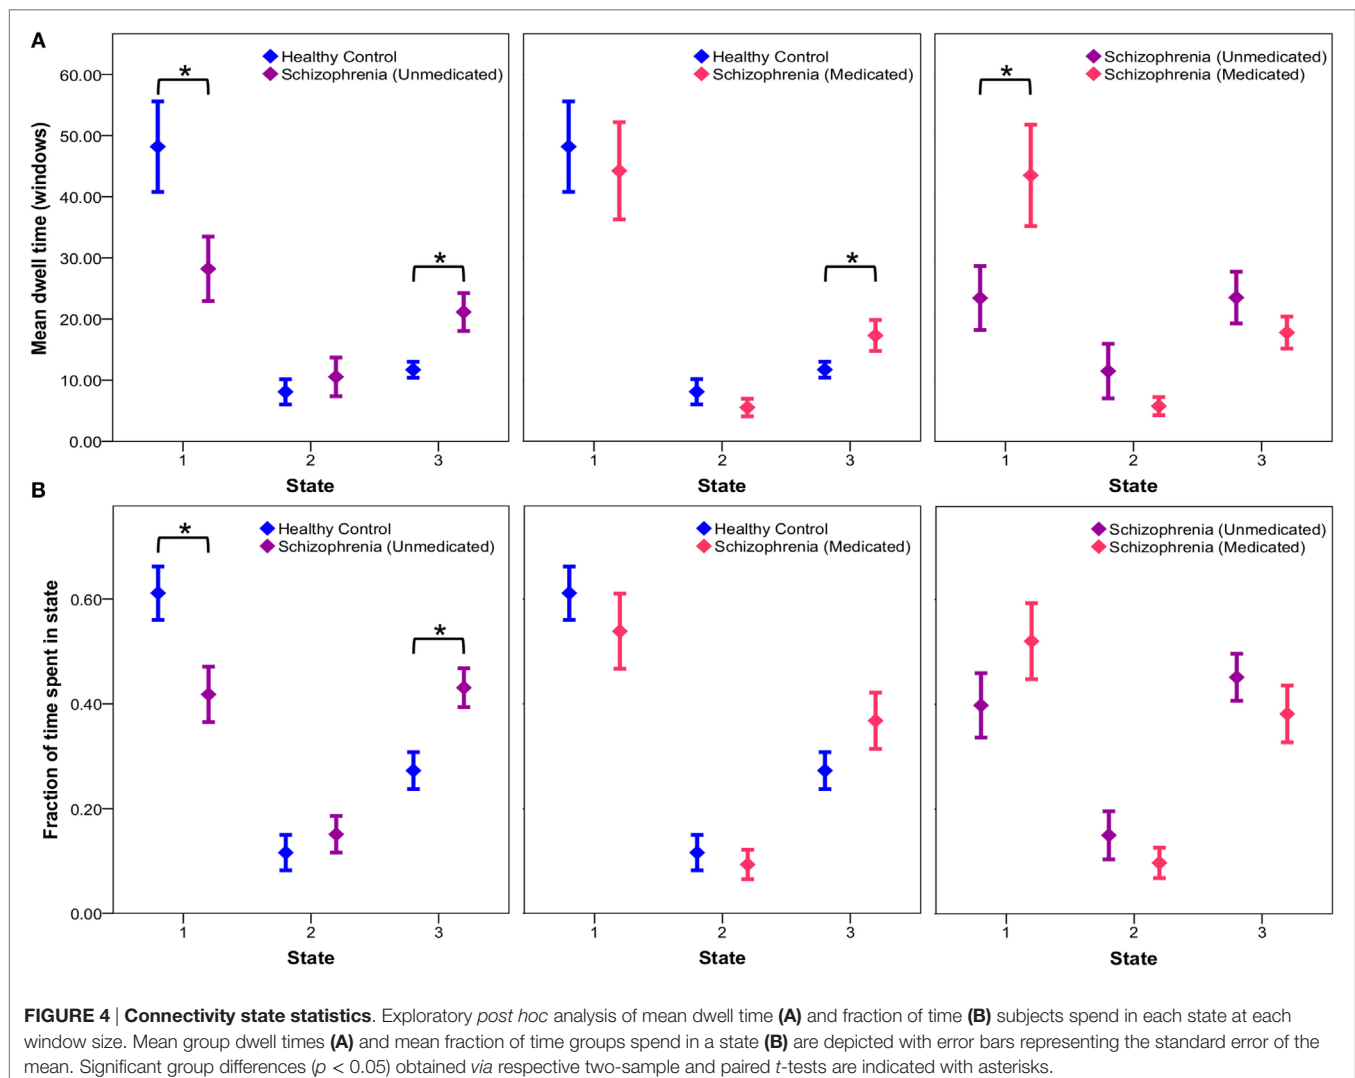 A
Healthy Control
Schizophrenia (Unmedicated)
Healthy Control
Schizophrenia (Medicated)
Schizophrenia (Unmedicated)
Schizophrenia (Medicated)
*
*
*
*
Mean dwell time (windows)
60.00
50.00
40.00
30.00
20.00
10.00
0.00
1 2 3
1 2 3
1 2 3
State
State
State
B
Healthy Control
Schizophrenia (Unmedicated)
Healthy Control
Schizophrenia (Medicated)
Schizophrenia (Unmedicated)
Schizophrenia (Medicated)
*
*
Fraction of time spent in state
0.60
0.40
0.20
0.00
1 2 3
1 2 3
1 2 3
State
State
State
FIGURE 4 | Connectivity state statistics. Exploratory post hoc analysis of mean dwell time (A) and fraction of time (B) subjects spend in each state at each
window size. Mean group dwell times (A) and mean fraction of time groups spend in a state (B) are depicted with error bars representing the standard error of the
mean. Significant group differences (p < 0.05) obtained via respective two-sample and paired t-tests are indicated with asterisks.